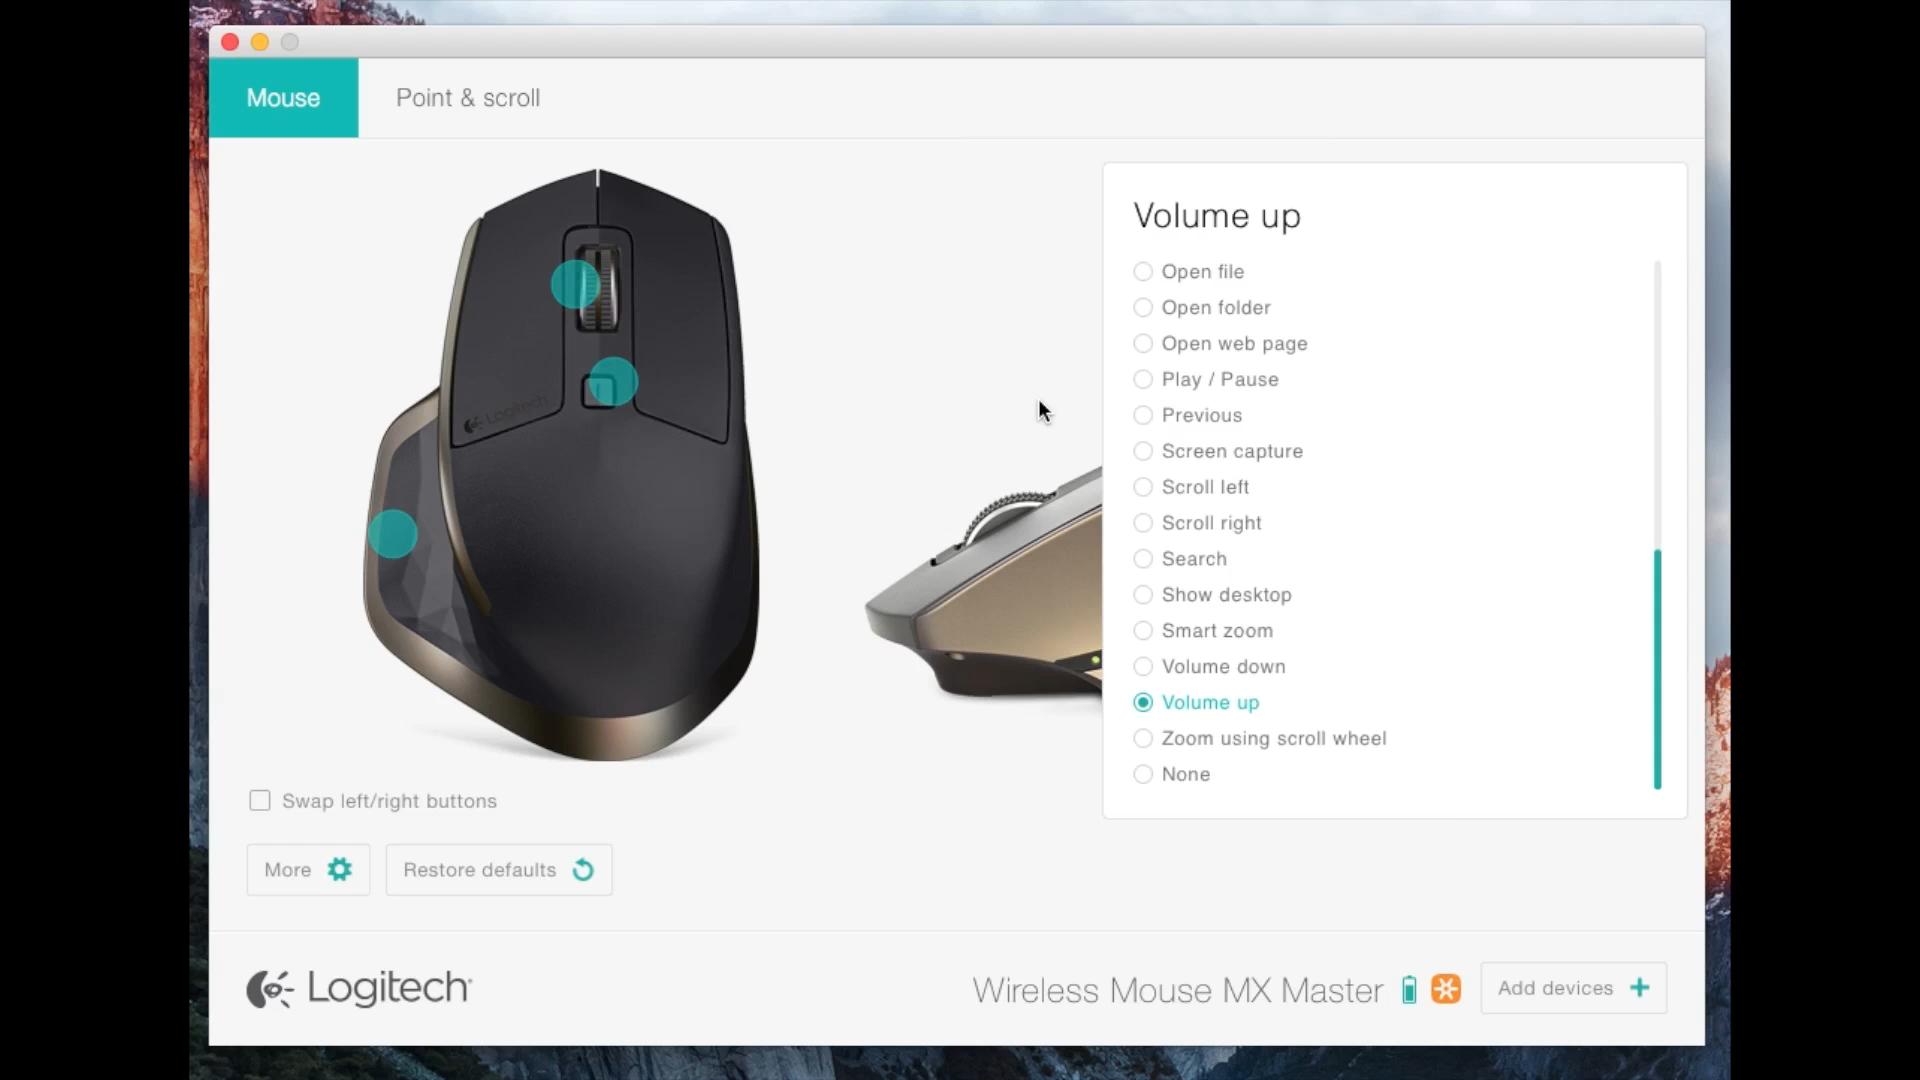 Mouse
Point & scroll
Volume up
Open file
Open folder
Open web page
Play / Pause
Previous
Screen capture
Scroll left
Scroll right
Search
Show desktop
Smart zoom
Volume down
Volume up
Zoom using scroll wheel
None
Logitech
Swap left/right buttons
More
Restore defaults
Logitech
Wireless Mouse MX Master
Add devices